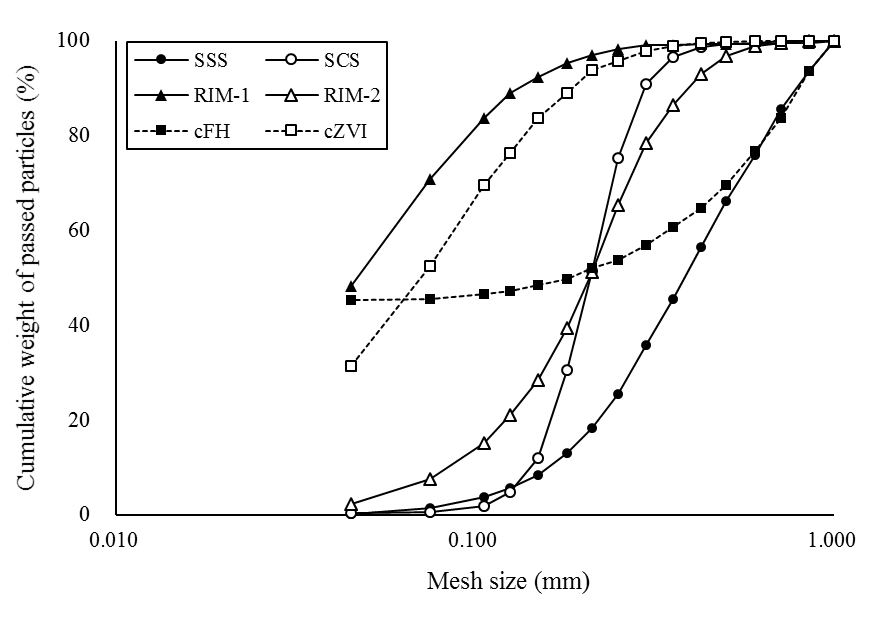 Cumulative weight of passed particles (%)
100
80
60
40
20
0
SSS SCS
RIM-1 RIM-2
cFH cZVI
0.010 0.100 1.000
Mesh size (mm)